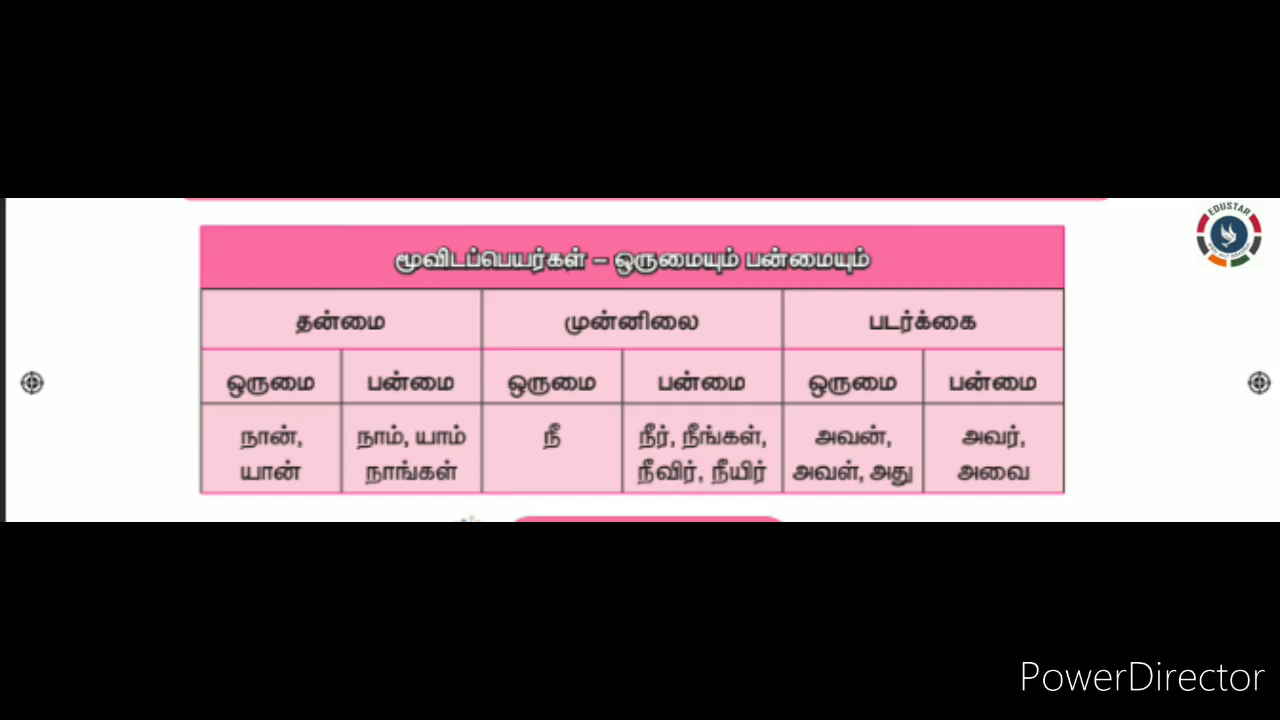 EDUSTAR
மூவிடப்பெயர்கள் – ஒருமையும் பன்மையும்
தன்மை முன்னிலை படர்க்கை
ஒருமை பன்மை ஒருமை பன்மை ஒருமை பன்மை
நான், நாம், யாம் நீ நீர், நீங்கள், அவன், அவர்,
யான் நாங்கள் நீவிர், நீயிர் அவள், அது அவை
PowerDirector